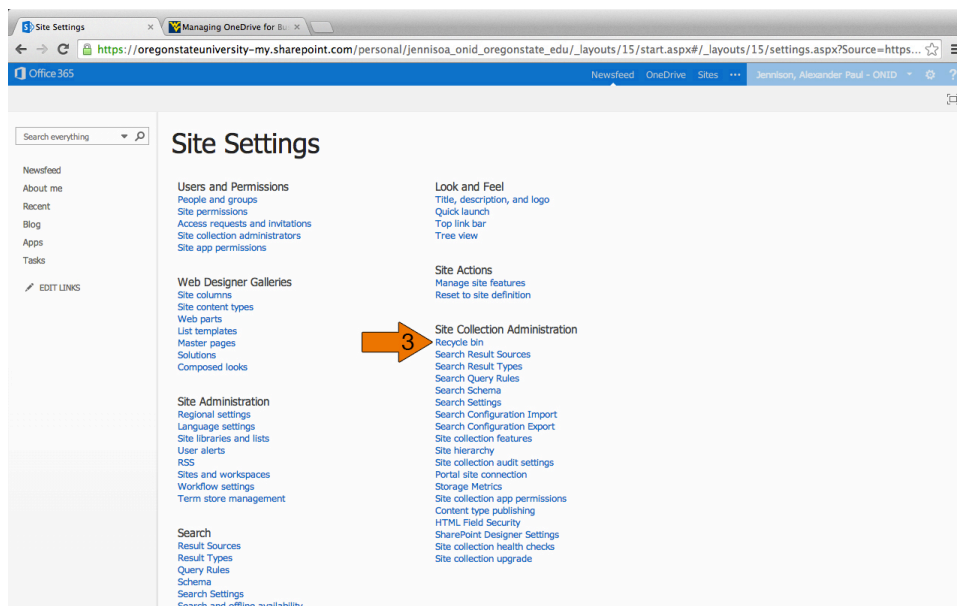 Site Settings
Managing OneDrive for Bus
https://oregonstateuniversity-my.sharepoint.com/personal/jennisoa_onid_oregonstate_edu/_layouts/15/start.aspx#/_layouts/15/settings.aspx?Source=https...
Office 365
Newsfeed OneDrive Sites ••• Jennison, Alexander Paul - ONID ?
Search everything
Newsfeed
About me
Recent
Blog
Apps
Tasks
EDIT LINKS
Site Settings
Users and Permissions
People and groups
Site permissions
Access requests and invitations
Site collection administrators
Site app permissions
Web Designer Galleries
Site columns
Site content types
Web parts
List templates
Master pages
Solutions
Composed looks
Site Administration
Regional settings
Language settings
Site libraries and lists
User alerts
RSS
Sites and workspaces
Workflow settings
Term store management
Search
Result Sources
Result Types
Query Rules
Schema
Search Settings
Search and offline availability
Look and Feel
Title, description, and logo
Quick launch
Top link bar
Tree view
Site Actions
Manage site features
Reset to site definition
3
Site Collection Administration
Recycle bin
Search Result Sources
Search Result Types
Search Query Rules
Search Schema
Search Settings
Search Configuration Import
Search Configuration Export
Site collection features
Site hierarchy
Site collection audit settings
Portal site connection
Storage Metrics
Site collection app permissions
Content type publishing
HTML Field Security
SharePoint Designer Settings
Site collection health checks
Site collection upgrade